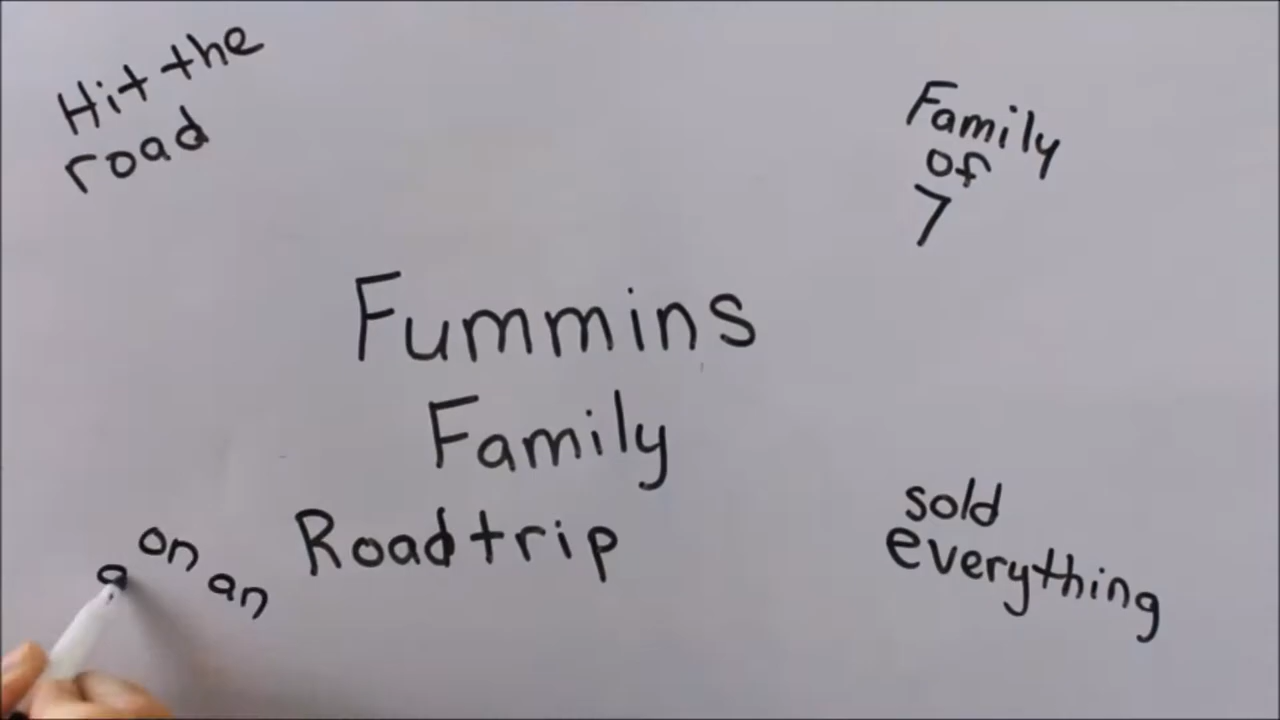 Hit the
road
Family
of
7
Fummins
Family
Roadtrip
sold
everything
on
an